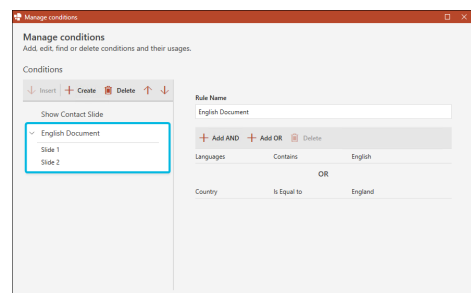 Manage conditions
Manage conditions
Add, edit, find or delete conditions and their usages.
Conditions
Insert Create Delete
Show Contact Slide
English Document
Slide 1
Slide 2
Rule Name
English Document
Add AND Add OR Delete
Languages Contains English
OR
Country Is Equal to England